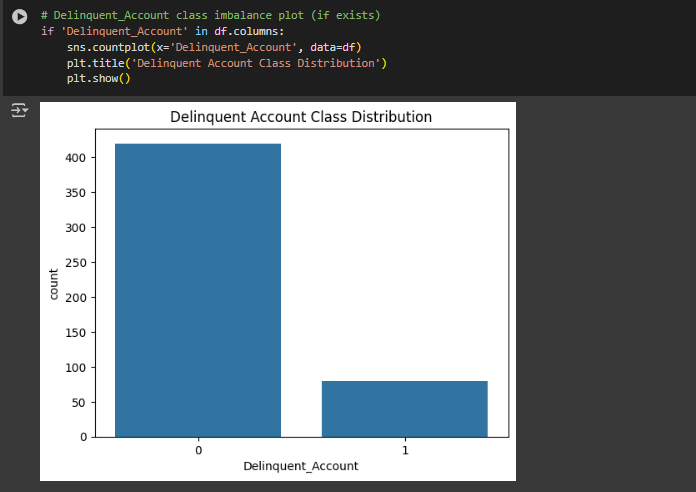 # Delinquent_Account class imbalance plot (if exists)
if 'Delinquent_Account' in df.columns:
    sns.countplot(x='Delinquent_Account', data=df)
    plt.title('Delinquent Account Class Distribution')
    plt.show()
Delinquent Account Class Distribution
400
350
300
250
200
150
100
50
0
count
0 1
Delinquent_Account